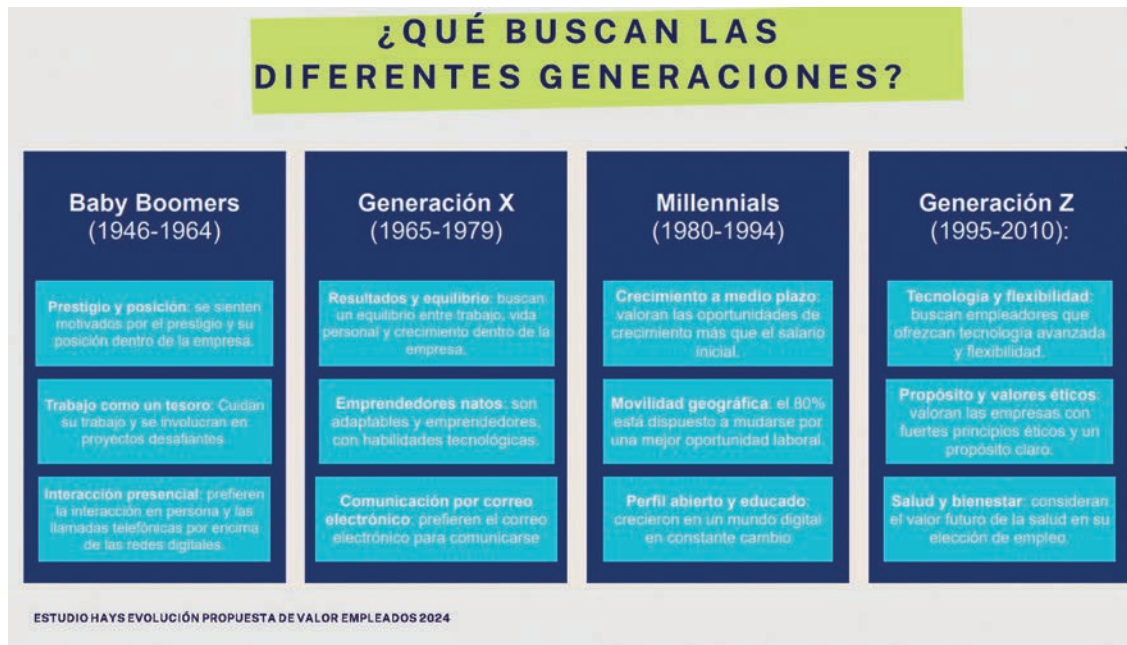 ¿QUÉ BUSCAN LAS
DIFERENTES GENERACIONES?
Baby Boomers
(1946-1964)
Prestigio y posición: se sienten
motivados por el prestigio y su
posición dentro de la empresa.
Trabajo como un tesoro: Cuidan
su trabajo y se involucran en
proyectos desafiantes
Interacción presencial: prefieren
la interacción en persona y las
llamadas telefónicas por encima
de las redes digitales.
Generación X
(1965-1979)
Resultados y equilibrio: buscan
un equilibrio entre trabajo, vida
personal y crecimiento dentro de la
empresa.
Emprendedores natos: son
adaptables y emprendedores,
con habilidades tecnológicas.
Comunicación por correo
electrónico: prefieren el correo
electrónico para comunicarse
Millennials
(1980-1994)
Crecimiento a medio plazo:
valoran las oportunidades de
crecimiento más que el salario
inicial.
Movilidad geográfica: el 80%
está dispuesto a mudarse por
una mejor oportunidad laboral.
Perfil abierto y educado:
crecieron en un mundo digital
en constante cambio
Generación Z
(1995-2010):
Tecnología y flexibilidad:
buscan empleadores que
ofrezcan tecnología avanzada
y flexibilidad.
Propósito y valores éticos:
valoran las empresas con
fuertes principios éticos y un
propósito claro.
Salud y bienestar: consideran
el valor futuro de la salud en su
elección de empleo.
ESTUDIO HAYS EVOLUCIÓN PROPUESTA DE VALOR EMPLEADOS 2024